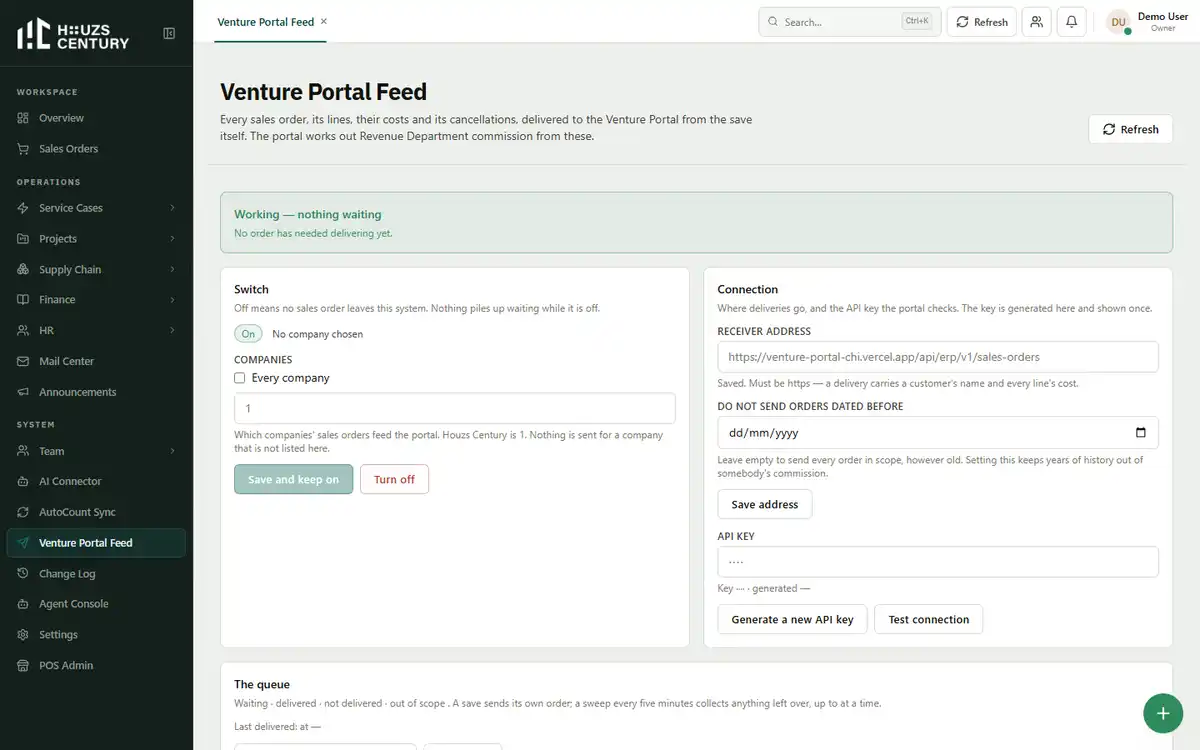 HOUZS
CENTURY
WORKSPACE
Overview
Sales Orders
OPERATIONS
Service Cases
Projects
Supply Chain
Finance
HR
Mail Center
Announcements
SYSTEM
Team
AI Connector
AutoCount Sync
Venture Portal Feed
Change Log
Agent Console
Settings
POS Admin
Venture Portal Feed ×
Search... Ctrl+K
Refresh
DU
Demo User
Owner
Venture Portal Feed
Every sales order, its lines, their costs and its cancellations, delivered to the Venture Portal from the save
itself. The portal works out Revenue Department commission from these.
Refresh
Working — nothing waiting
No order has needed delivering yet.
Switch
Off means no sales order leaves this system. Nothing piles up waiting while it is off.
On No company chosen
COMPANIES
Every company
1
Which companies' sales orders feed the portal. Houzs Century is 1. Nothing is sent for a company
that is not listed here.
Save and keep on Turn off
Connection
Where deliveries go, and the API key the portal checks. The key is generated here and shown once.
RECEIVER ADDRESS
https://venture-portal-chi.vercel.app/api/erp/v1/sales-orders
Saved. Must be https — a delivery carries a customer's name and every line's cost.
DO NOT SEND ORDERS DATED BEFORE
dd/mm/yyyy
Leave empty to send every order in scope, however old. Setting this keeps years of history out of
somebody's commission.
Save address
API KEY
····
Key ···· · generated —
Generate a new API key Test connection
The queue
Waiting · delivered · not delivered · out of scope . A save sends its own order; a sweep every five minutes collects anything left over, up to at a time.
Last delivered: at —